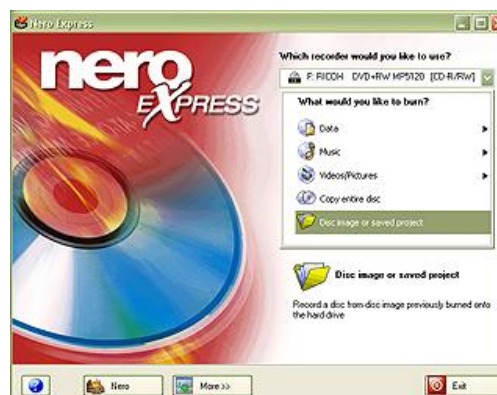 Nero Express
nero
EXPRESS
Which recorder would you like to use?
F: RICOH DVD+RW MP5120 [CD-R/RW]
What would you like to burn?
Data
Music
Videos/Pictures
Copy entire disc
Disc image or saved project
Disc image or saved project
Record a disc from disc image previously burned onto
the hard drive
Nero
More >>
Exit